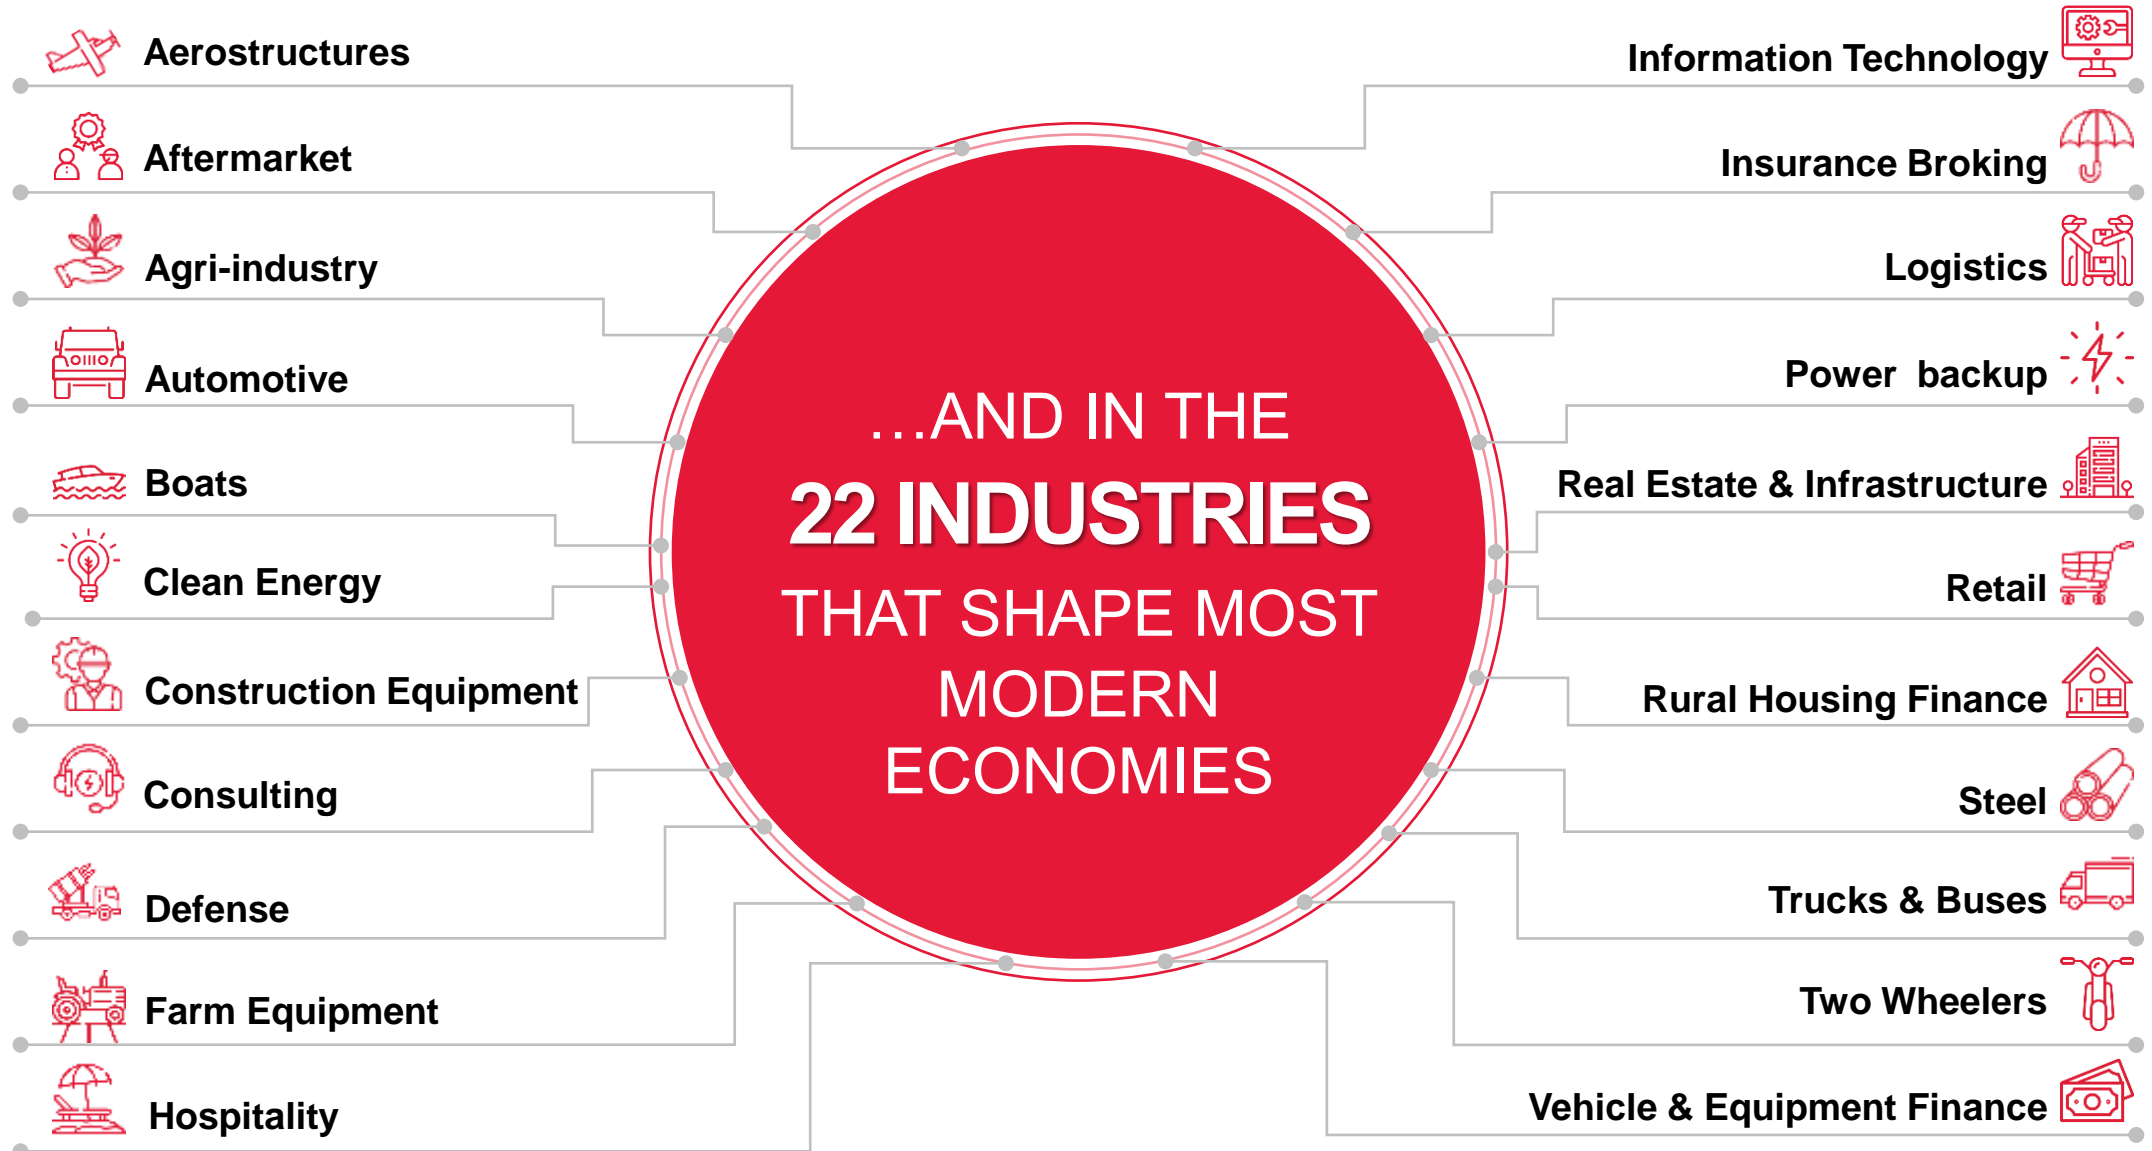 Aerostructures
Aftermarket
Agri-industry
Automotive
Boats
Clean Energy
Construction Equipment
Consulting
Defense
Farm Equipment
Hospitality
…AND IN THE
22 INDUSTRIES
THAT SHAPE MOST
MODERN
ECONOMIES
Information Technology
Insurance Broking
Logistics
Power  backup
Real Estate & Infrastructure
Retail
Rural Housing Finance
Steel
Trucks & Buses
Two Wheelers
Vehicle & Equipment Finance